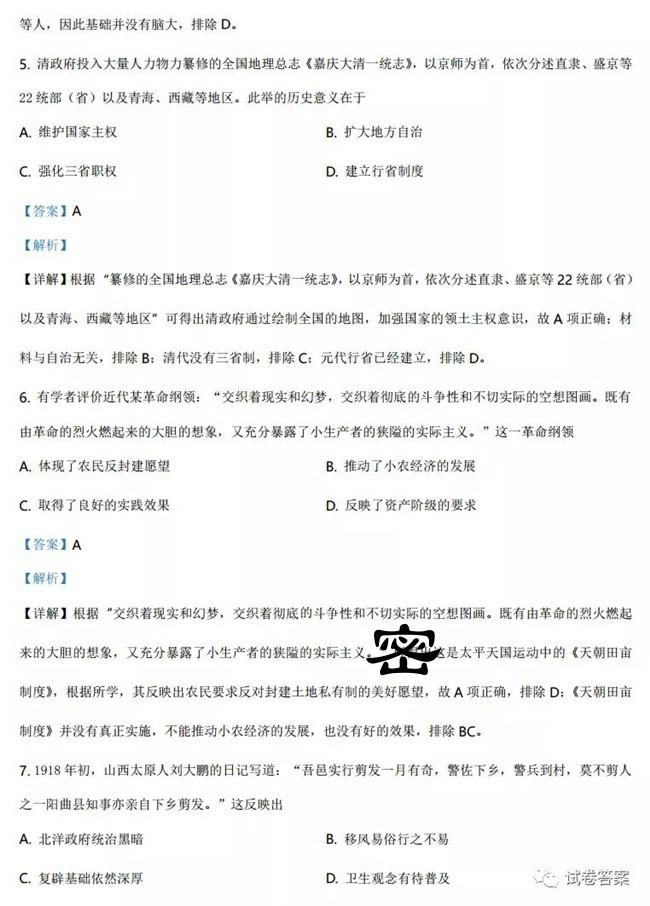 等人，因此基础并没有脑大，排除 D。
5. 清政府投入大量人力物力纂修的全国地理总志《嘉庆大清一统志》，以京师为首，依次分述直隶、盛京等
22 统部（省）以及青海、西藏等地区。此举的历史意义在于
A. 维护国家主权 B. 扩大地方自治
C. 强化三省职权 D. 建立行省制度
【答案】A
【解析】
【详解】根据“纂修的全国地理总志《嘉庆大清一统志》，以京师为首，依次分述直隶、盛京等 22 统部（省）
以及青海、西藏等地区”可得出清政府通过绘制全国的地图，加强国家的领土主权意识，故 A 项正确；材
料与自治无关，排除 B；清代没有三省制，排除 C；元代行省已经建立，排除 D。
6. 有学者评价近代某革命纲领：“交织着现实和幻梦，交织着彻底的斗争性和不切实际的空想图画。既有
由革命的烈火燃起来的大胆的想象，又充分暴露了小生产者的狭隘的实际主义。”这一革命纲领
A. 体现了农民反封建愿望 B. 推动了小农经济的发展
C. 取得了良好的实践效果 D. 反映了资产阶级的要求
【答案】A
【解析】
【详解】根据“交织着现实和幻梦，交织着彻底的斗争性和不切实际的空想图画。既有由革命的烈火燃起
来的大胆的想象，又充分暴露了小生产者的狭隘的实际主义。密这是太平天国运动中的《天朝田亩
制度》，根据所学，其反映出农民要求反对封建土地私有制的美好愿望，故 A 项正确，排除 D；《天朝田亩
制度》并没有真正实施，不能推动小农经济的发展，也没有好的效果，排除 BC。
7. 1918 年初，山西太原人刘大鹏的日记写道：“吾邑实行剪发一月有奇，警佐下乡，警兵到村，莫不剪人
之一阳曲县知事亦亲自下乡剪发。”这反映出
A. 北洋政府统治黑暗 B. 移风易俗行之不易
C. 复辟基础依然深厚 D. 卫生观念有待普及
试卷答案